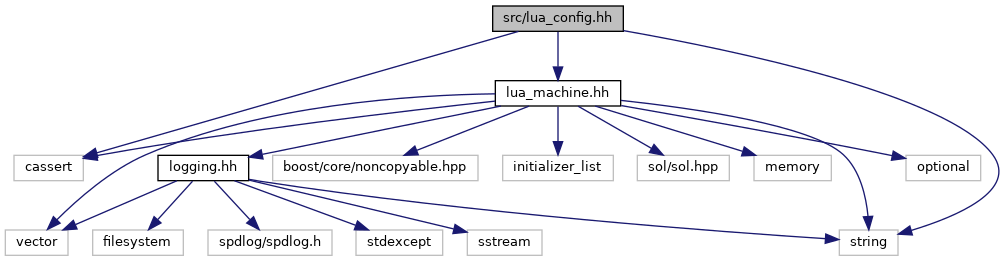 src/lua_config.hh
lua_machine.hh
cassert
logging.hh
boost/core/noncopyable.hpp
initializer_list
sol/sol.hpp
memory
optional
vector
filesystem
spdlog/spdlog.h
stdexcept
sstream
string